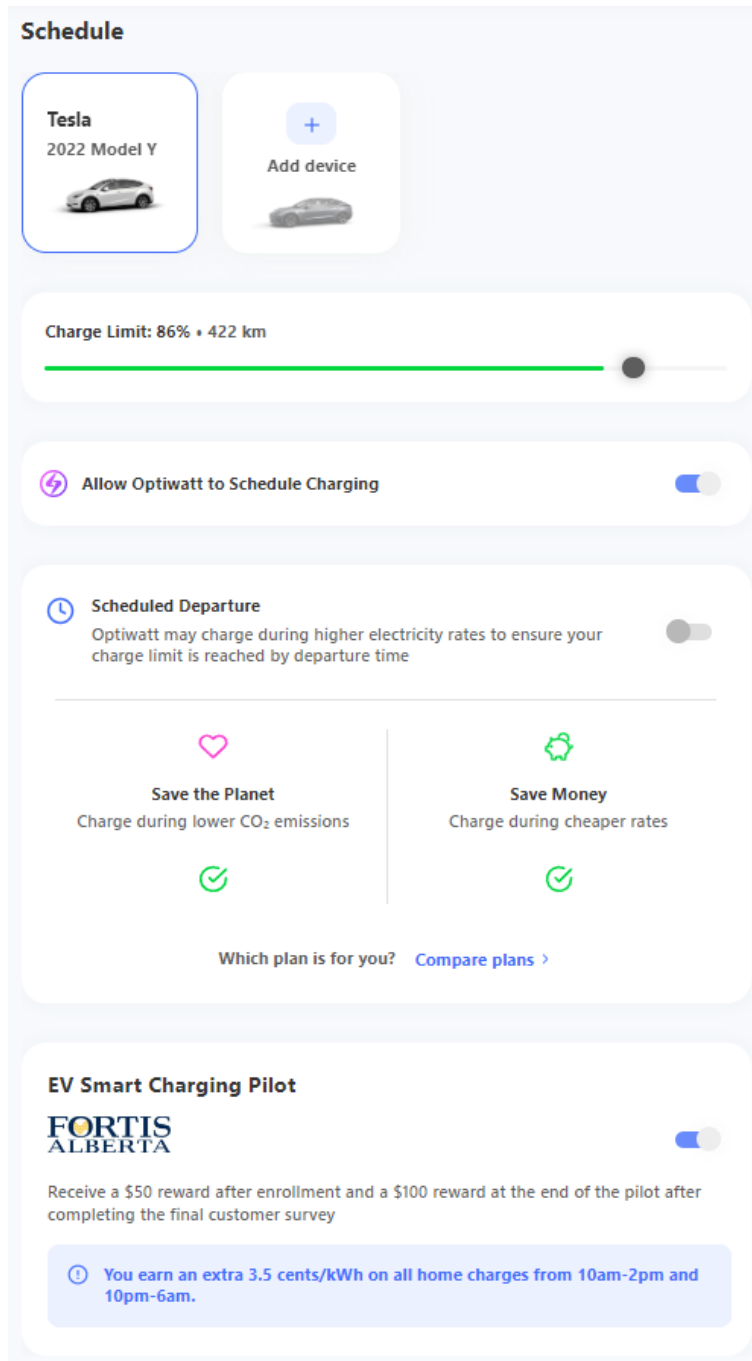 Schedule
Tesla
2022 Model Y
+
Add device
Charge Limit: 86% • 422 km
Allow Optiwatt to Schedule Charging
Scheduled Departure
Optiwatt may charge during higher electricity rates to ensure your
charge limit is reached by departure time
Save the Planet
Charge during lower CO₂ emissions
Save Money
Charge during cheaper rates
Which plan is for you? Compare plans >
EV Smart Charging Pilot
FORTIS
ALBERTA
Receive a $50 reward after enrollment and a $100 reward at the end of the pilot after
completing the final customer survey
You earn an extra 3.5 cents/kWh on all home charges from 10am-2pm and
10pm-6am.